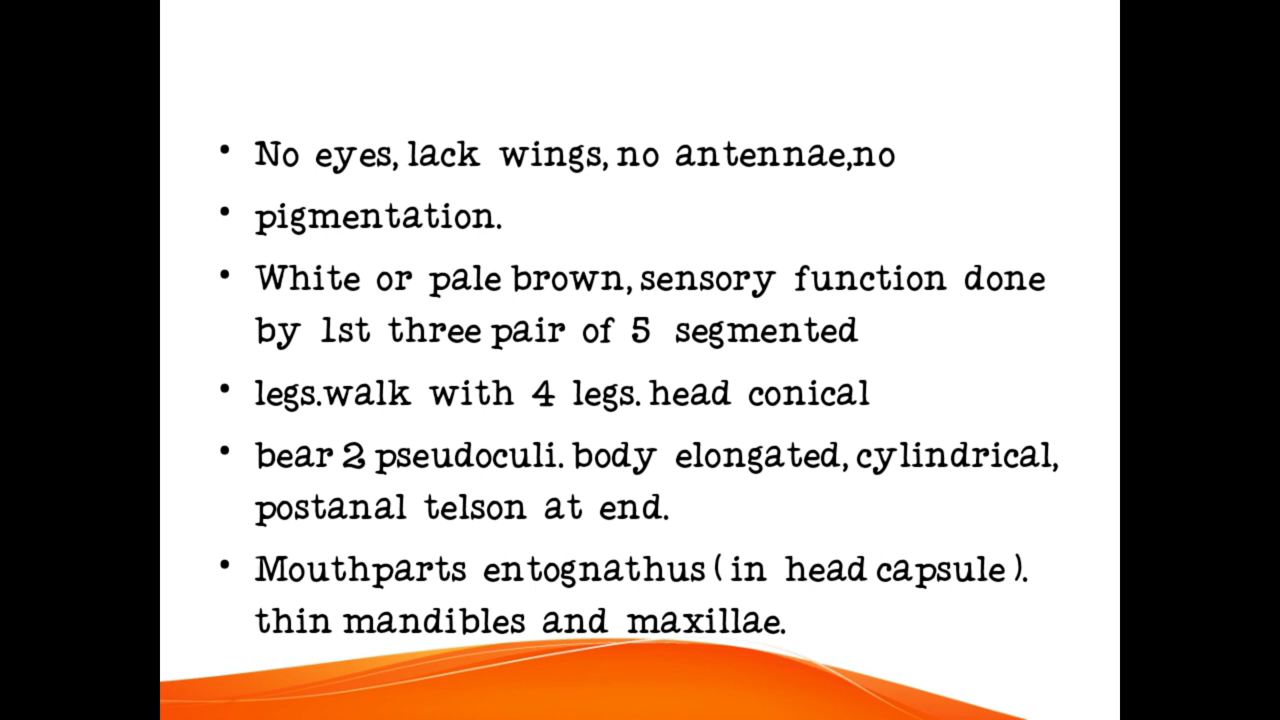 • No eyes, lack wings, no antennae,no
• pigmentation.
• White or pale brown, sensory function done
by 1st three pair of 5 segmented
• legs.walk with 4 legs. head conical
• bear 2 pseudoculi. body elongated, cylindrical,
postanal telson at end.
• Mouthparts entognathus ( in head capsule ).
thin mandibles and maxillae.